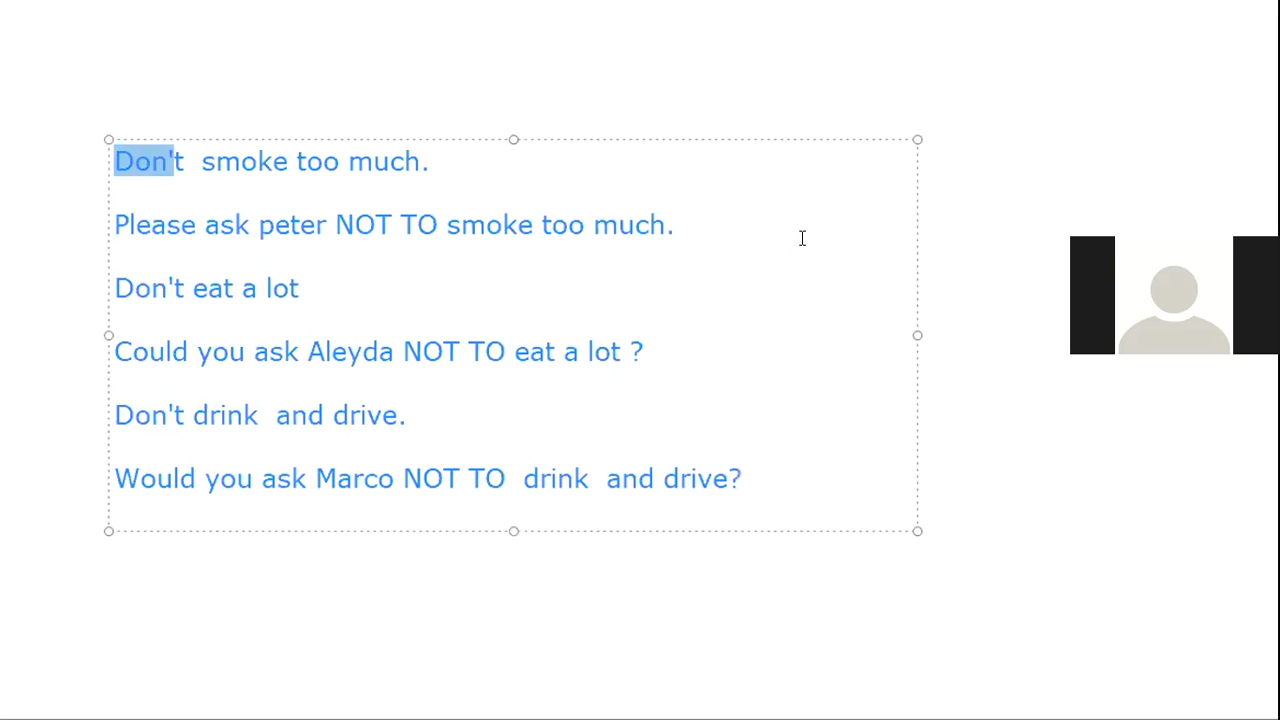 Don't  smoke too much.
Please ask peter NOT TO smoke too much.
Don't eat a lot
Could you ask Aleyda NOT TO eat a lot ?
Don't drink  and drive.
Would you ask Marco NOT TO  drink  and drive?